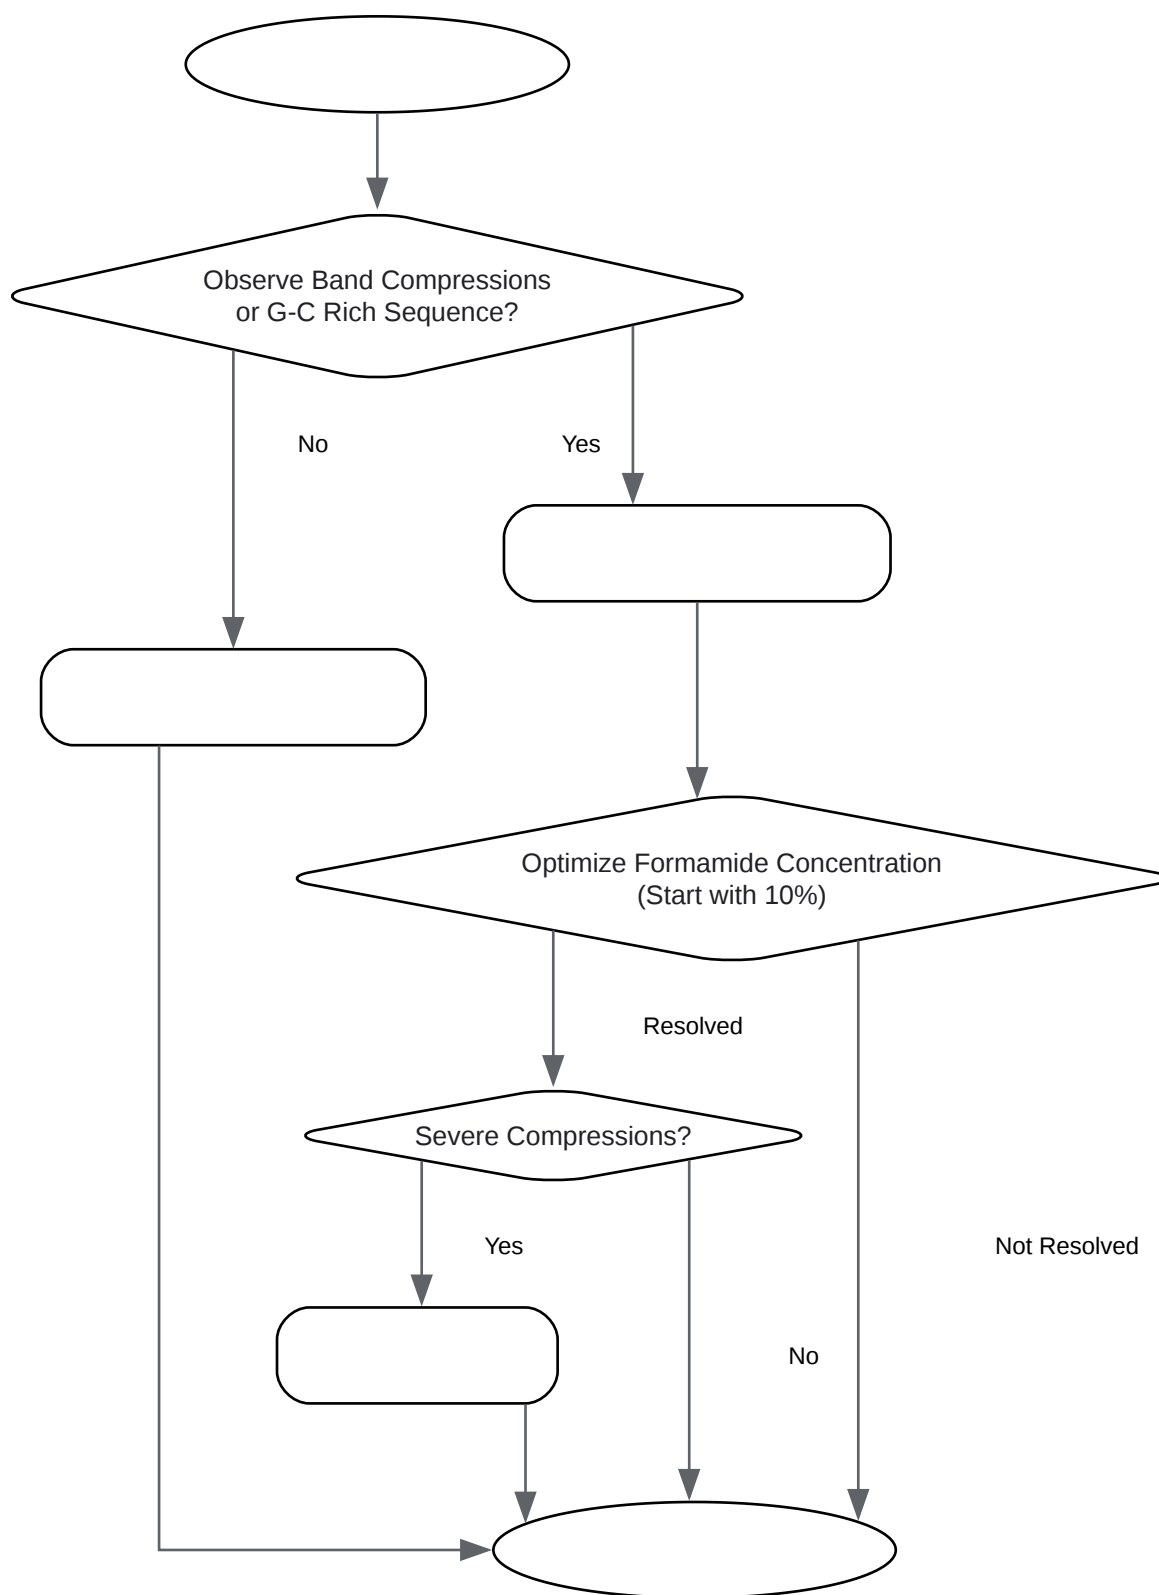 Observe Band Compressions
or G-C Rich Sequence?
No
Yes
Optimize Formamide Concentration
(Start with 10%)
Resolved
Severe Compressions?
Yes
Not Resolved
No